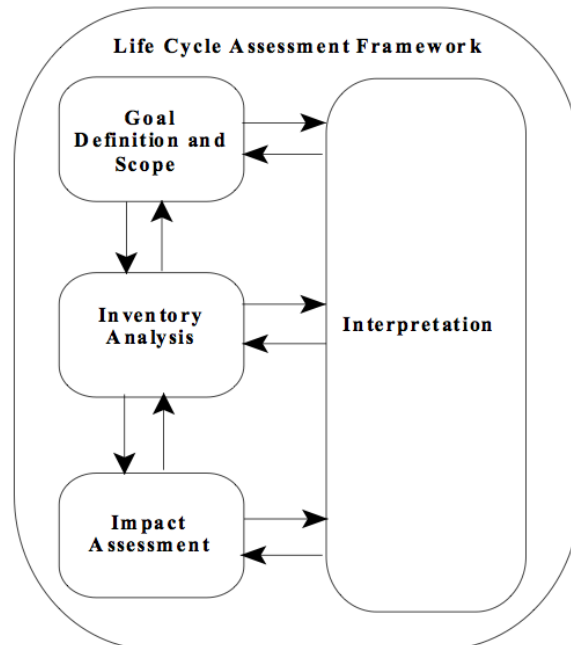 Life Cycle Assessment Framework
Goal
Definition and
Scope
Inventory
Analysis
Interpretation
Impact
Assessment